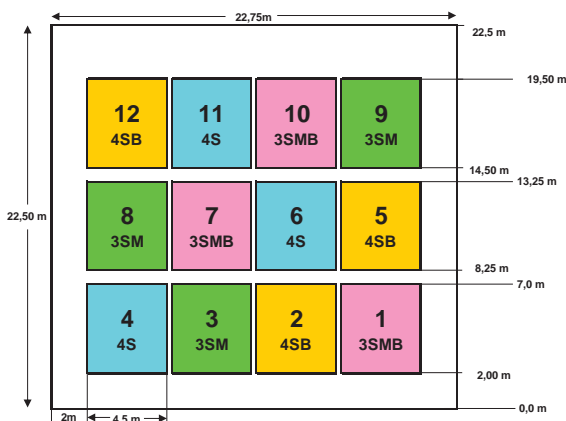 22,75m
22,5 m
19,50 m
12 11 10 9
4SB 4S 3SMB 3SM
14,50 m
13,25 m
22,50 m
8 7 6 5
3SM 3SMB 4S 4SB
8,25 m
7,0 m
4 3 2 1
4S 3SM 4SB 3SMB
2,00 m
0,0 m
2m 4,5 m